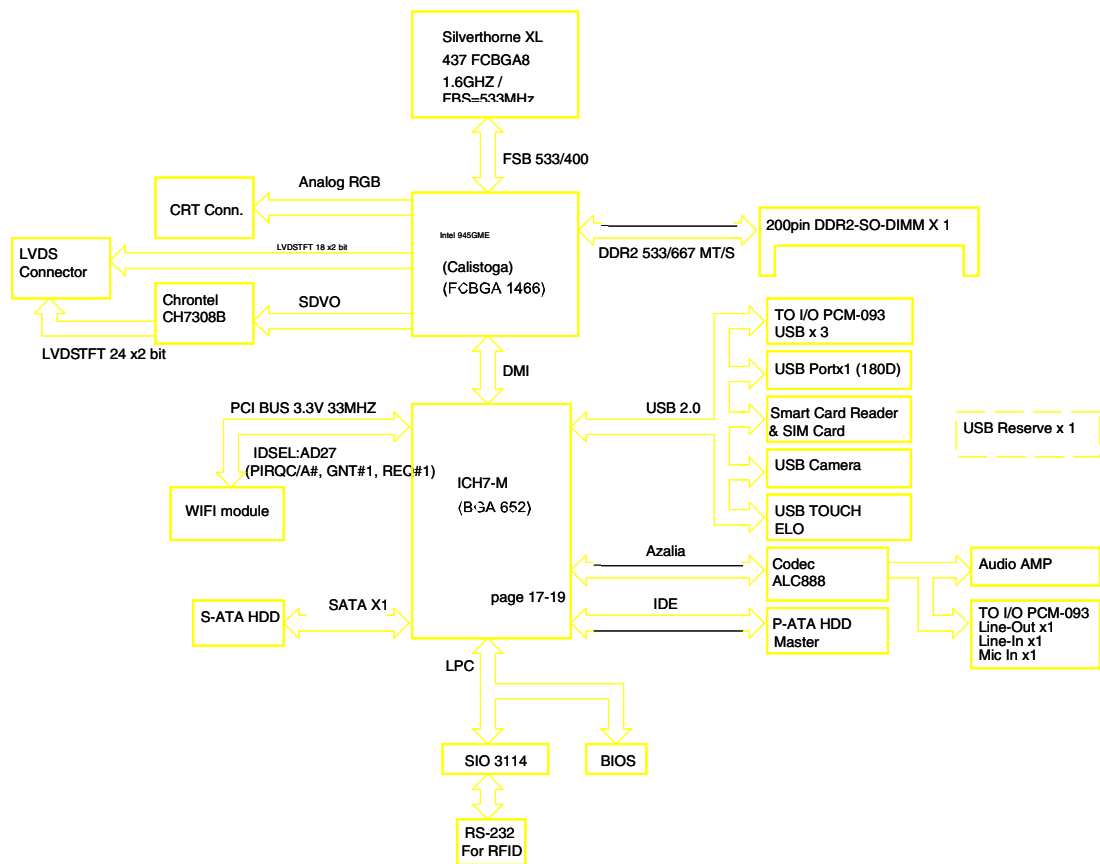 Silverthorne XL
437 FCBGA8
1.6GHZ /
FBS=533MHz
FSB 533/400
Analog RGB
CRT Conn.
Intel 945GME
(Calistoga)
(FCBGA 1466)
200pin DDR2-SO-DIMM X 1
DDR2 533/667 MT/S
LVDSTFT 18 x2 bit
LVDS
Connector
Chrontel
CH7308B
SDVO
LVDSTFT 24 x2 bit
DMI
TO I/O PCM-093
USB x 3
USB Portx1 (180D)
USB 2.0
Smart Card Reader
& SIM Card
USB Reserve x 1
USB Camera
USB TOUCH
ELO
PCI BUS 3.3V 33MHZ
IDSEL:AD27
(PIRQC/A#, GNT#1, REQ#1)
WIFI module
ICH7-M
(BGA 652)
page 17-19
Azalia
Codec
ALC888
Audio AMP
IDE
P-ATA HDD
Master
TO I/O PCM-093
Line-Out x1
Line-In x1
Mic In x1
SATA X1
S-ATA HDD
LPC
SIO 3114
BIOS
RS-232
For RFID